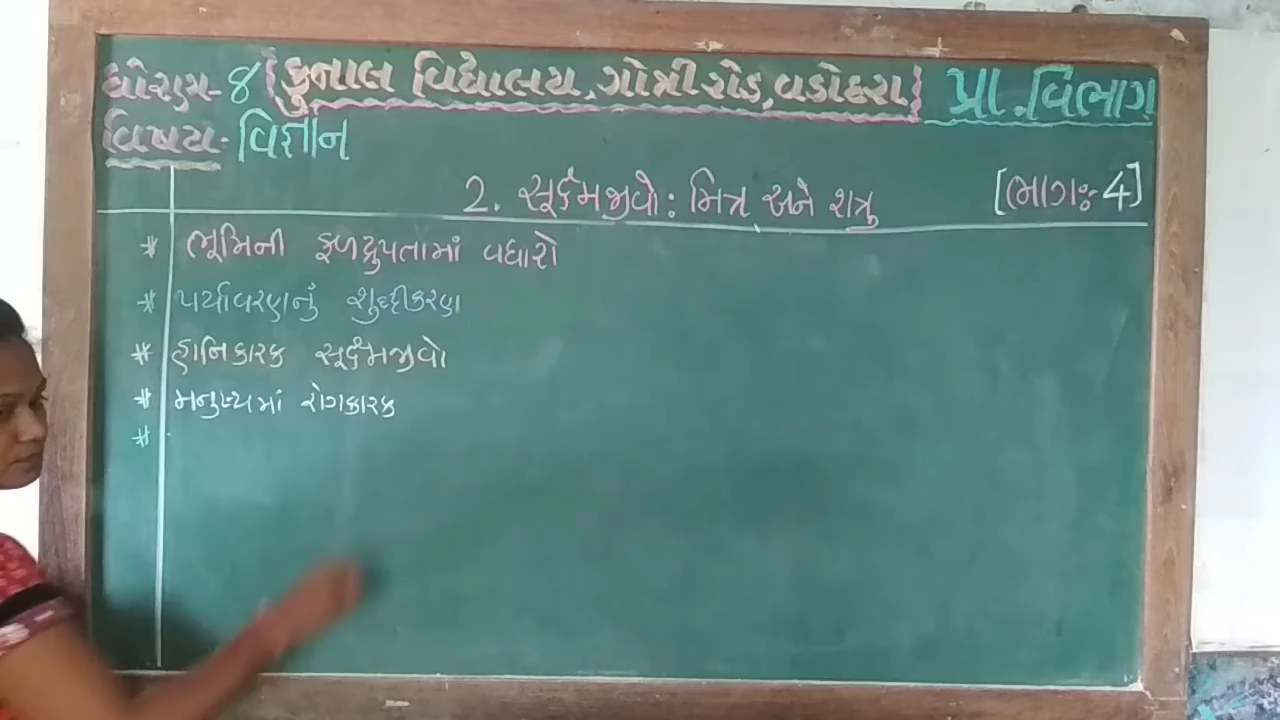 ધોરણ-૪ {કુનાલ વિદ્યાલય,ગોત્રીરોડ,વડોદરા} પ્રા.વિભાગ
વિષય-વિજ્ઞાન
2. સૂક્ષ્મજીવો: મિત્ર અને શત્રુ [ભાગઃ-4]
* ભૂમિની ફળદ્રુપતામાં વધારો
* પર્યાવરણનું શુદ્ધીકરણ
* હાનિકારક સૂક્ષ્મજીવો
* મનુષ્યમાં રોગકારક
*